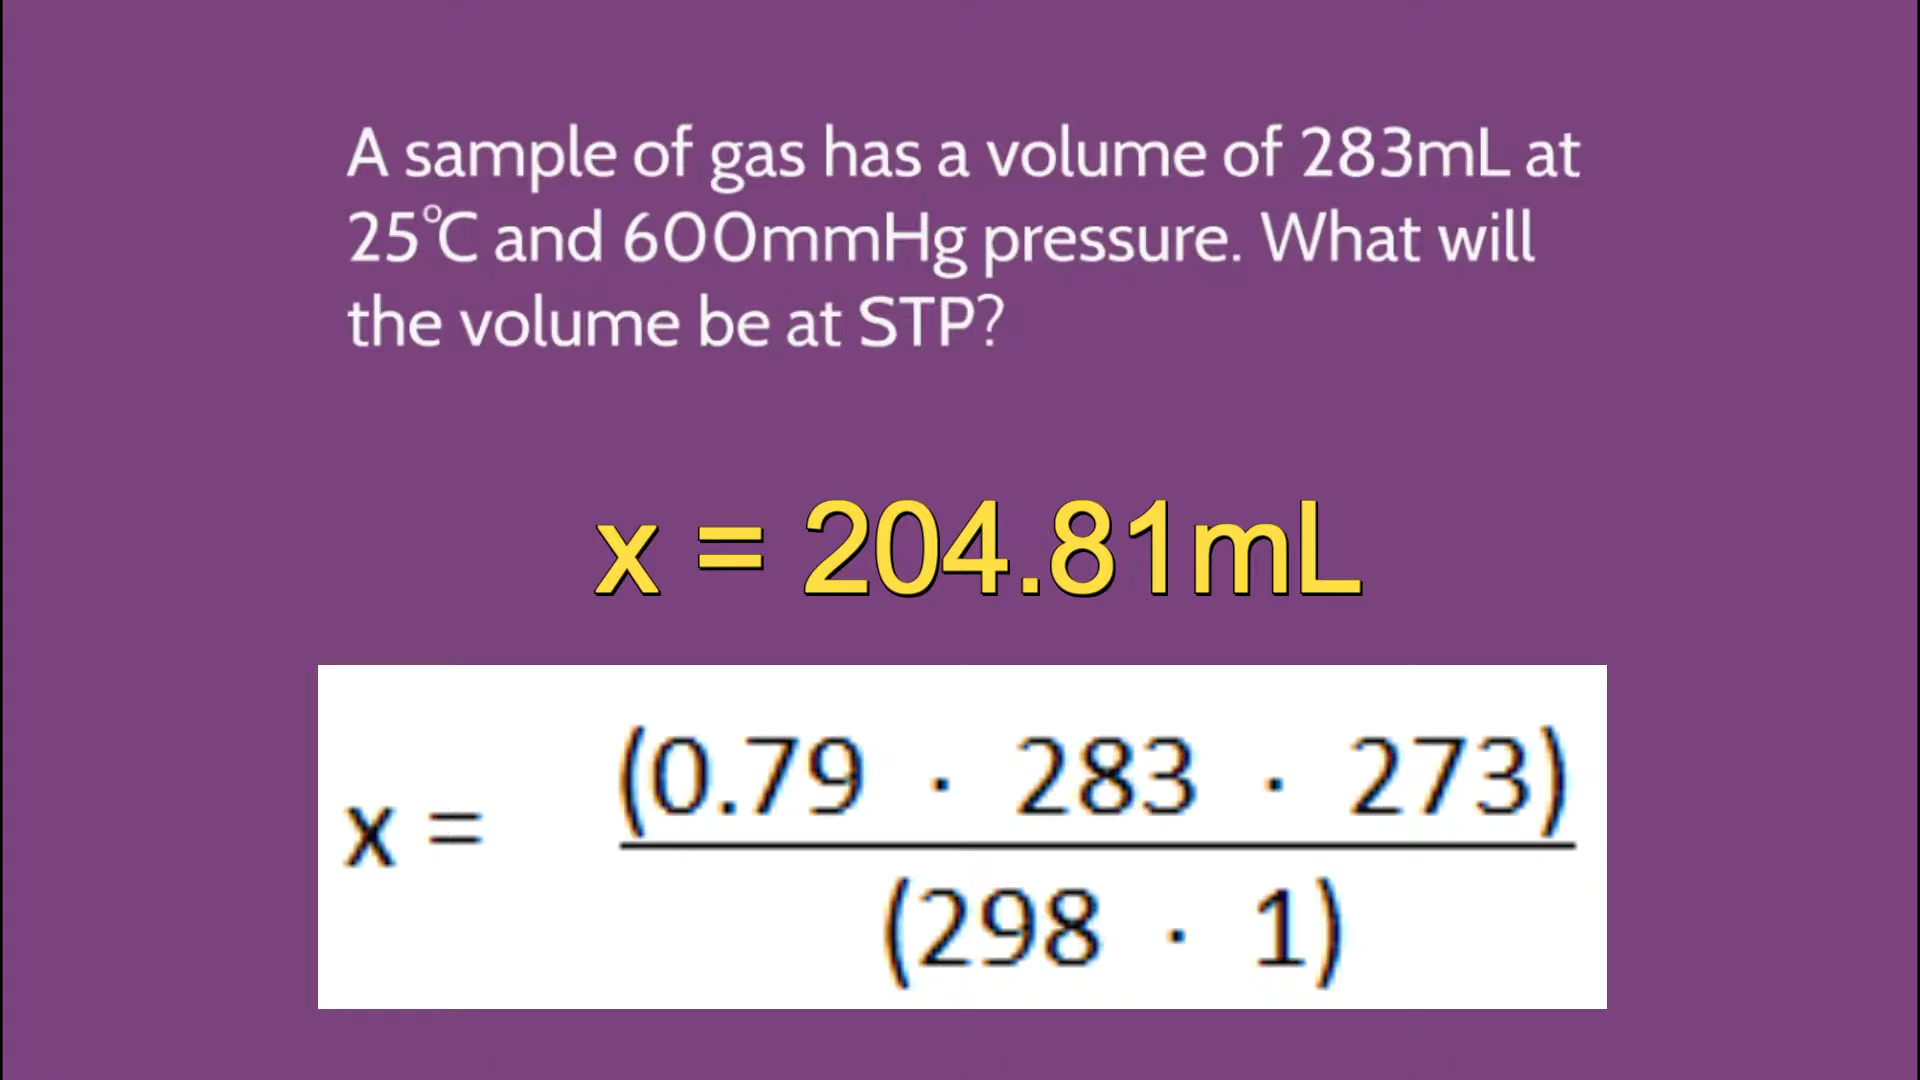 A sample of gas has a volume of 283mL at
25°C and 600mmHg pressure. What will
the volume be at STP?
x = 204.81mL
(0.79 · 283 · 273)
x =
(298 · 1)